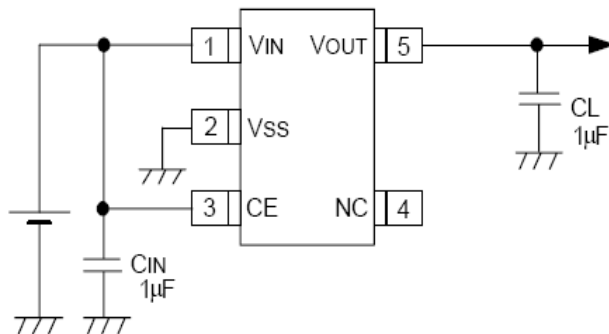 1 VIN VOUT 5
2 VSS
3 CE NC 4
CL
1μF
CIN
1μF